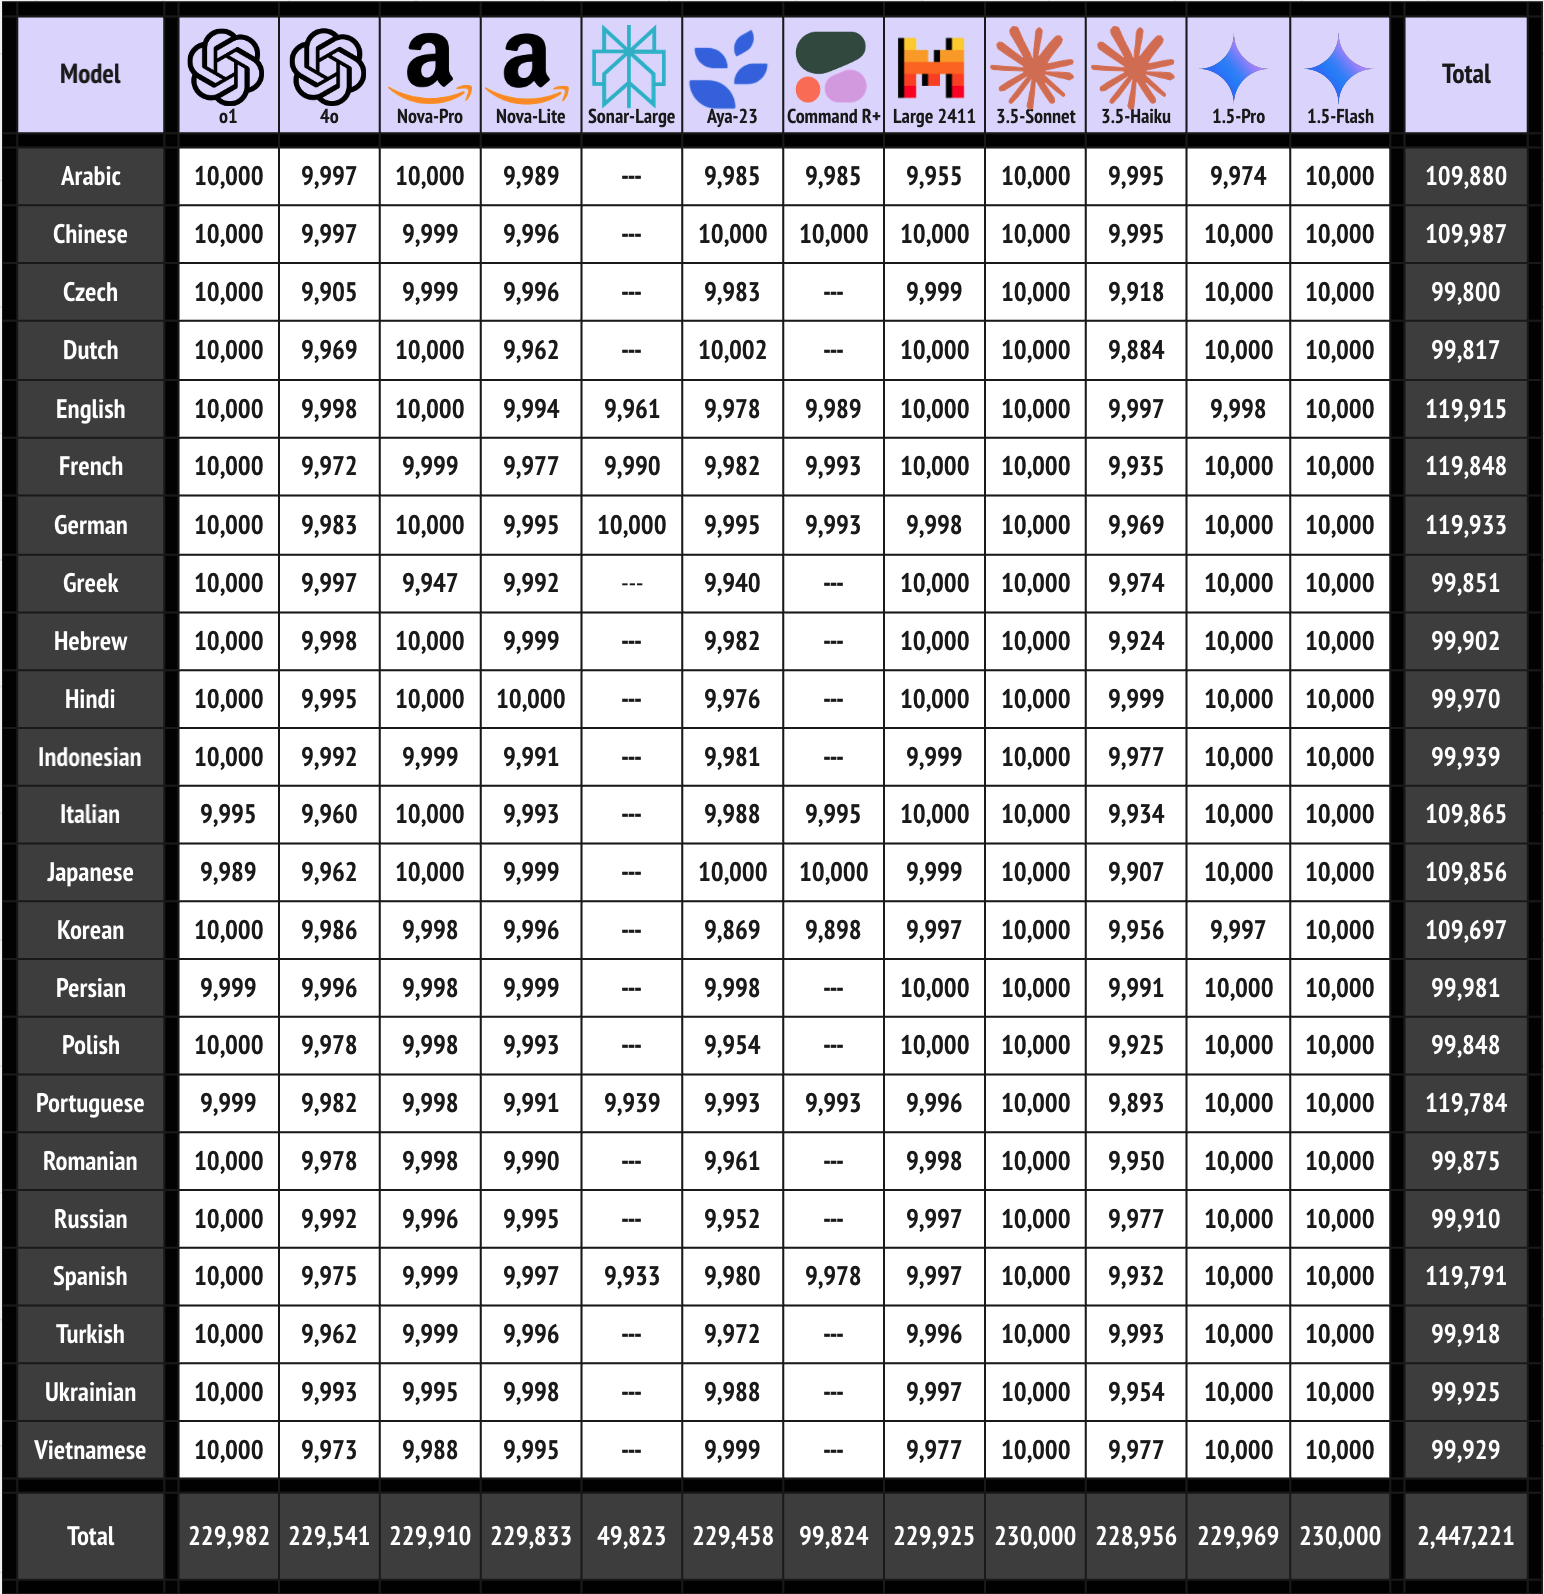 Model o1 4o Nova-Pro Nova-Lite Sonar-Large Aya-23 Command R+ Large 2411 3.5-Sonnet 3.5-Haiku 1.5-Pro 1.5-Flash Total
Arabic 10,000 9,997 10,000 9,989 --- 9,985 9,985 9,955 10,000 9,995 9,974 10,000 109,880
Chinese 10,000 9,997 9,999 9,996 --- 10,000 10,000 10,000 10,000 9,995 10,000 10,000 109,987
Czech 10,000 9,905 9,999 9,996 --- 9,983 --- 9,999 10,000 9,918 10,000 10,000 99,800
Dutch 10,000 9,969 10,000 9,962 --- 10,002 --- 10,000 10,000 9,884 10,000 10,000 99,817
English 10,000 9,998 10,000 9,994 9,961 9,978 9,989 10,000 10,000 9,997 9,998 10,000 119,915
French 10,000 9,972 9,999 9,977 9,990 9,982 9,993 10,000 10,000 9,935 10,000 10,000 119,848
German 10,000 9,983 10,000 9,995 10,000 9,995 9,993 9,998 10,000 9,969 10,000 10,000 119,933
Greek 10,000 9,997 9,947 9,992 --- 9,940 --- 10,000 10,000 9,974 10,000 10,000 99,851
Hebrew 10,000 9,998 10,000 9,999 --- 9,982 --- 10,000 10,000 9,924 10,000 10,000 99,902
Hindi 10,000 9,995 10,000 10,000 --- 9,976 --- 10,000 10,000 9,999 10,000 10,000 99,970
Indonesian 10,000 9,992 9,999 9,991 --- 9,981 --- 9,999 10,000 9,977 10,000 10,000 99,939
Italian 9,995 9,960 10,000 9,993 --- 9,988 9,995 10,000 10,000 9,934 10,000 10,000 109,865
Japanese 9,989 9,962 10,000 9,999 --- 10,000 10,000 9,999 10,000 9,907 10,000 10,000 109,856
Korean 10,000 9,986 9,998 9,996 --- 9,869 9,898 9,997 10,000 9,956 9,997 10,000 109,697
Persian 9,999 9,996 9,998 9,999 --- 9,998 --- 10,000 10,000 9,991 10,000 10,000 99,981
Polish 10,000 9,978 9,998 9,993 --- 9,954 --- 10,000 10,000 9,925 10,000 10,000 99,848
Portuguese 9,999 9,982 9,998 9,991 9,939 9,993 9,993 9,996 10,000 9,893 10,000 10,000 119,784
Romanian 10,000 9,978 9,998 9,990 --- 9,961 --- 9,998 10,000 9,950 10,000 10,000 99,875
Russian 10,000 9,992 9,996 9,995 --- 9,952 --- 9,997 10,000 9,977 10,000 10,000 99,910
Spanish 10,000 9,975 9,999 9,997 9,933 9,980 9,978 9,997 10,000 9,932 10,000 10,000 119,791
Turkish 10,000 9,962 9,999 9,996 --- 9,972 --- 9,996 10,000 9,993 10,000 10,000 99,918
Ukrainian 10,000 9,993 9,995 9,998 --- 9,988 --- 9,997 10,000 9,954 10,000 10,000 99,925
Vietnamese 10,000 9,973 9,988 9,995 --- 9,999 --- 9,977 10,000 9,977 10,000 10,000 99,929
Total 229,982 229,541 229,910 229,833 49,823 229,458 99,824 229,925 230,000 228,956 229,969 230,000 2,447,221